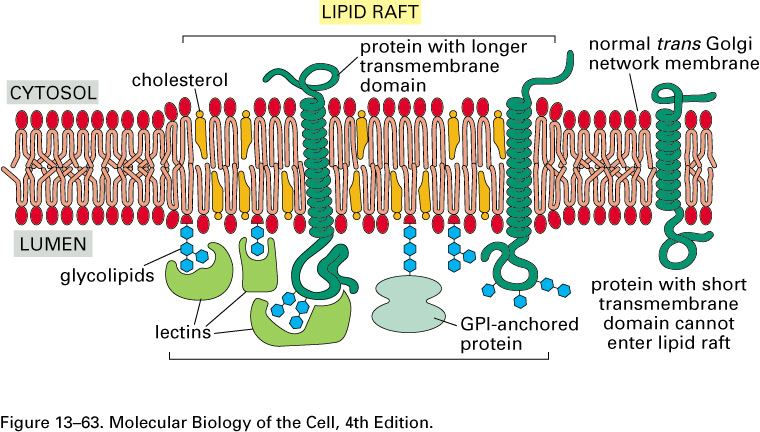 LIPID RAFT
protein with longer
transmembrane
domain
normal trans Golgi
network membrane
cholesterol
CYTOSOL
LUMEN
glycolipids
lectins
GPI-anchored
protein
protein with short
transmembrane
domain cannot
enter lipid raft
Figure 13–63. Molecular Biology of the Cell, 4th Edition.